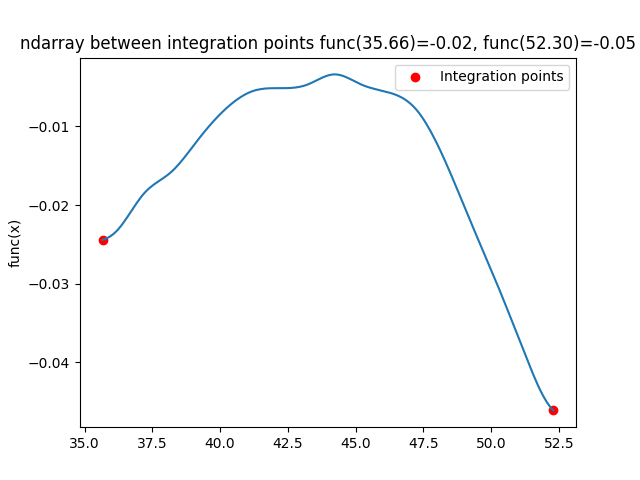 ndarray between integration points func(35.66)=-0.02, func(52.30)=-0.05
Integration points
−0.01
−0.02
−0.03
−0.04
func(x)
35.0 37.5 40.0 42.5 45.0 47.5 50.0 52.5